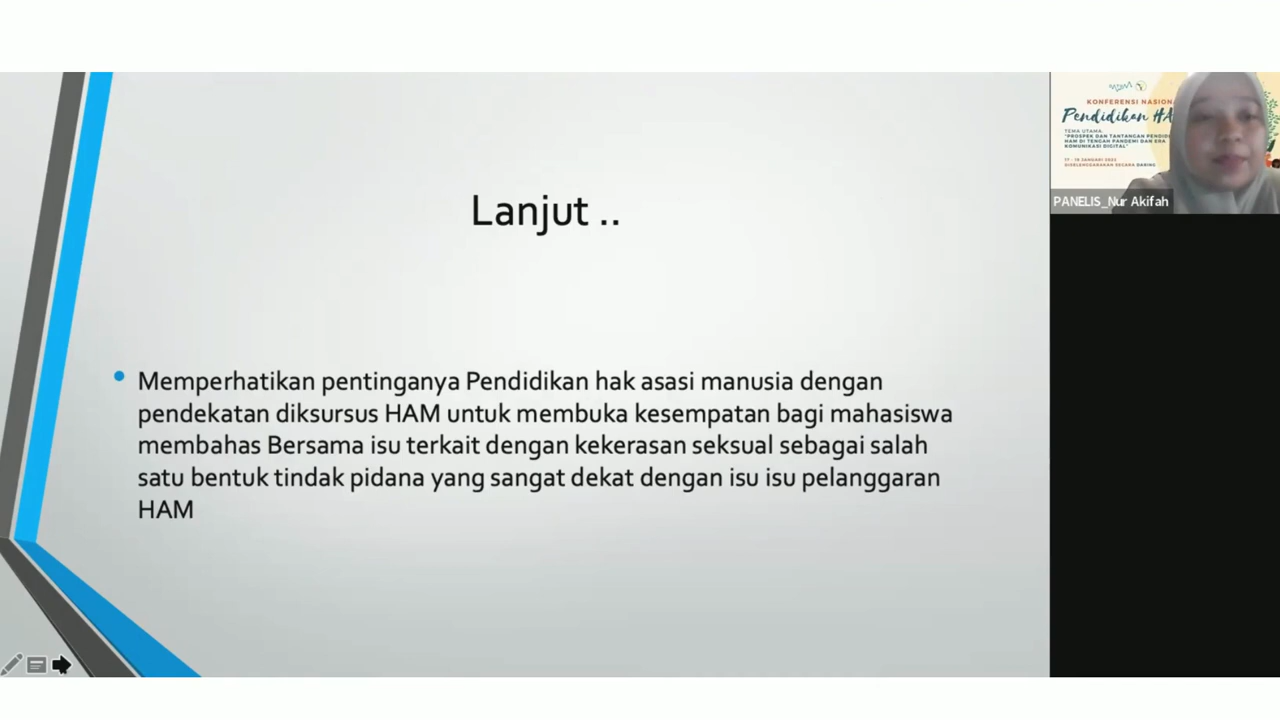 Lanjut ..
Memperhatikan pentinganya Pendidikan hak asasi manusia dengan
pendekatan diksursus HAM untuk membuka kesempatan bagi mahasiswa
membahas Bersama isu terkait dengan kekerasan seksual sebagai salah
satu bentuk tindak pidana yang sangat dekat dengan isu isu pelanggaran
HAM
KONFERENSI NASION
Pendidikan HA
TEMA UTAMA:
"PROSPEK DAN TANTANGAN PENDIDI
HAM DI TENGAH PANDEMI DAN ERA
KOMUNIKASI DIGITAL"
17 - 19 JANUARI 2022
DISELENGGARAKAN SECARA DARING
PANELIS_Nur Akifah